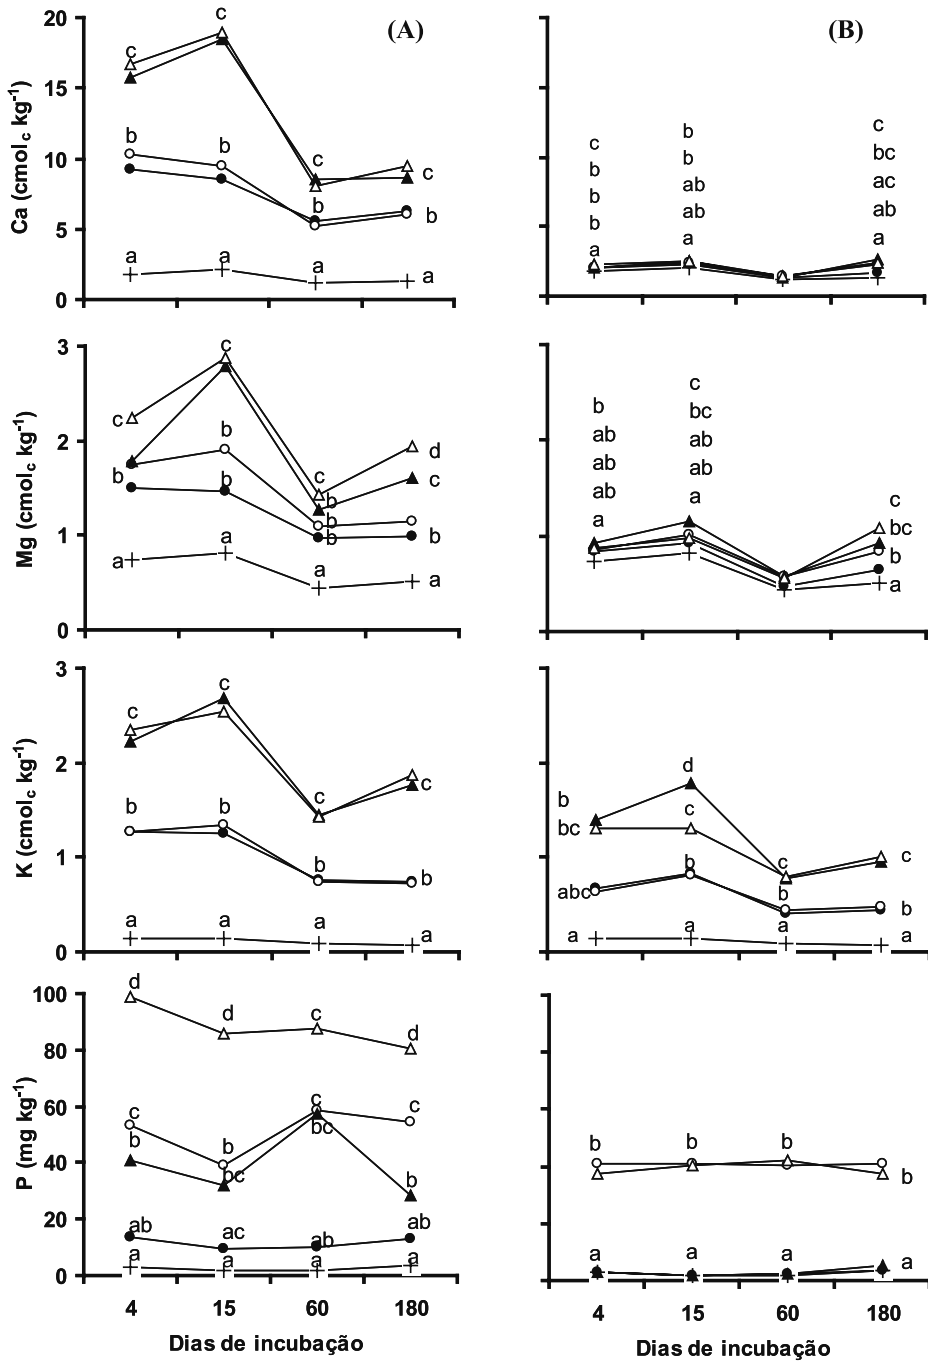 (A)
Ca (cmolc kg-1)
20
15
10
5
0
c
c
c
c
b
b
b
b
a
a
a
a
(B)
c
b
b
b
a
b
b
ab
ab
a
c
bc
ac
ab
a
Mg (cmolc kg-1)
3
2
1
0
c
c
c
d
c
b
b
b
b
b
b
a
a
a
a
b
ab
ab
ab
a
c
bc
ab
ab
a
c
bc
b
a
K (cmolc kg-1)
3
2
1
0
c
c
c
c
b
b
b
b
a
a
a
a
b
bc
abc
a
d
c
b
a
c
b
a
c
b
a
P (mg kg-1)
100
80
60
40
20
0
d
d
c
d
c
b
c
c
b
bc
bc
b
ab
ac
ab
ab
a
a
a
a
b
b
b
b
a
a
a
a
4
15
60
180
Dias de incubação
4
15
60
180
Dias de incubação